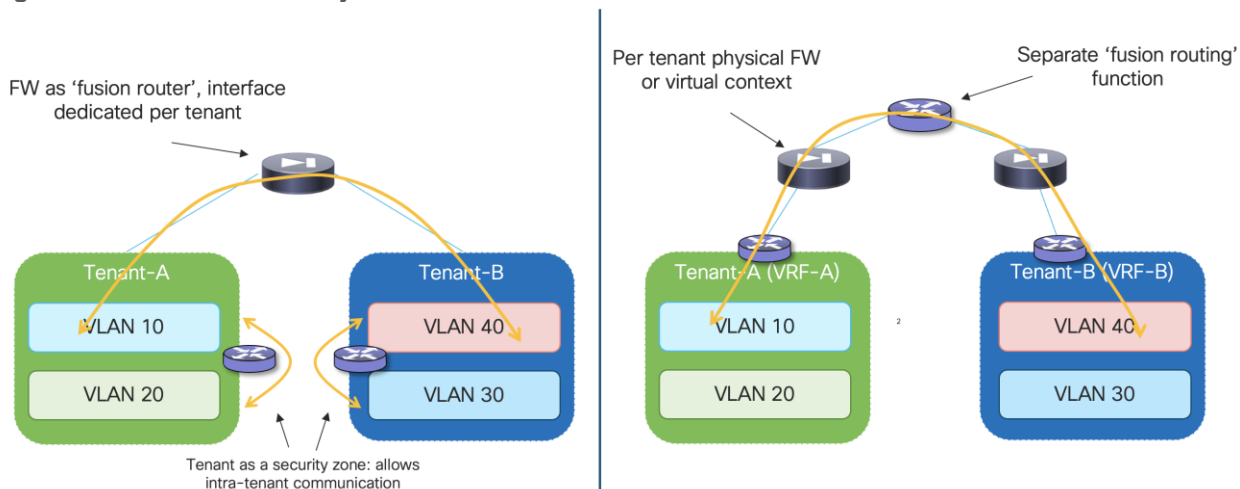 FW as ‘fusion router’, interface
dedicated per tenant
Tenant-A
VLAN 10
VLAN 20
Tenant-B
VLAN 40
VLAN 30
Tenant as a security zone: allows
intra-tenant communication
Per tenant physical FW
or virtual context
Separate ‘fusion routing’
function
Tenant-A (VRF-A)
VLAN 10
VLAN 20
2
Tenant-B (VRF-B)
VLAN 40
VLAN 30